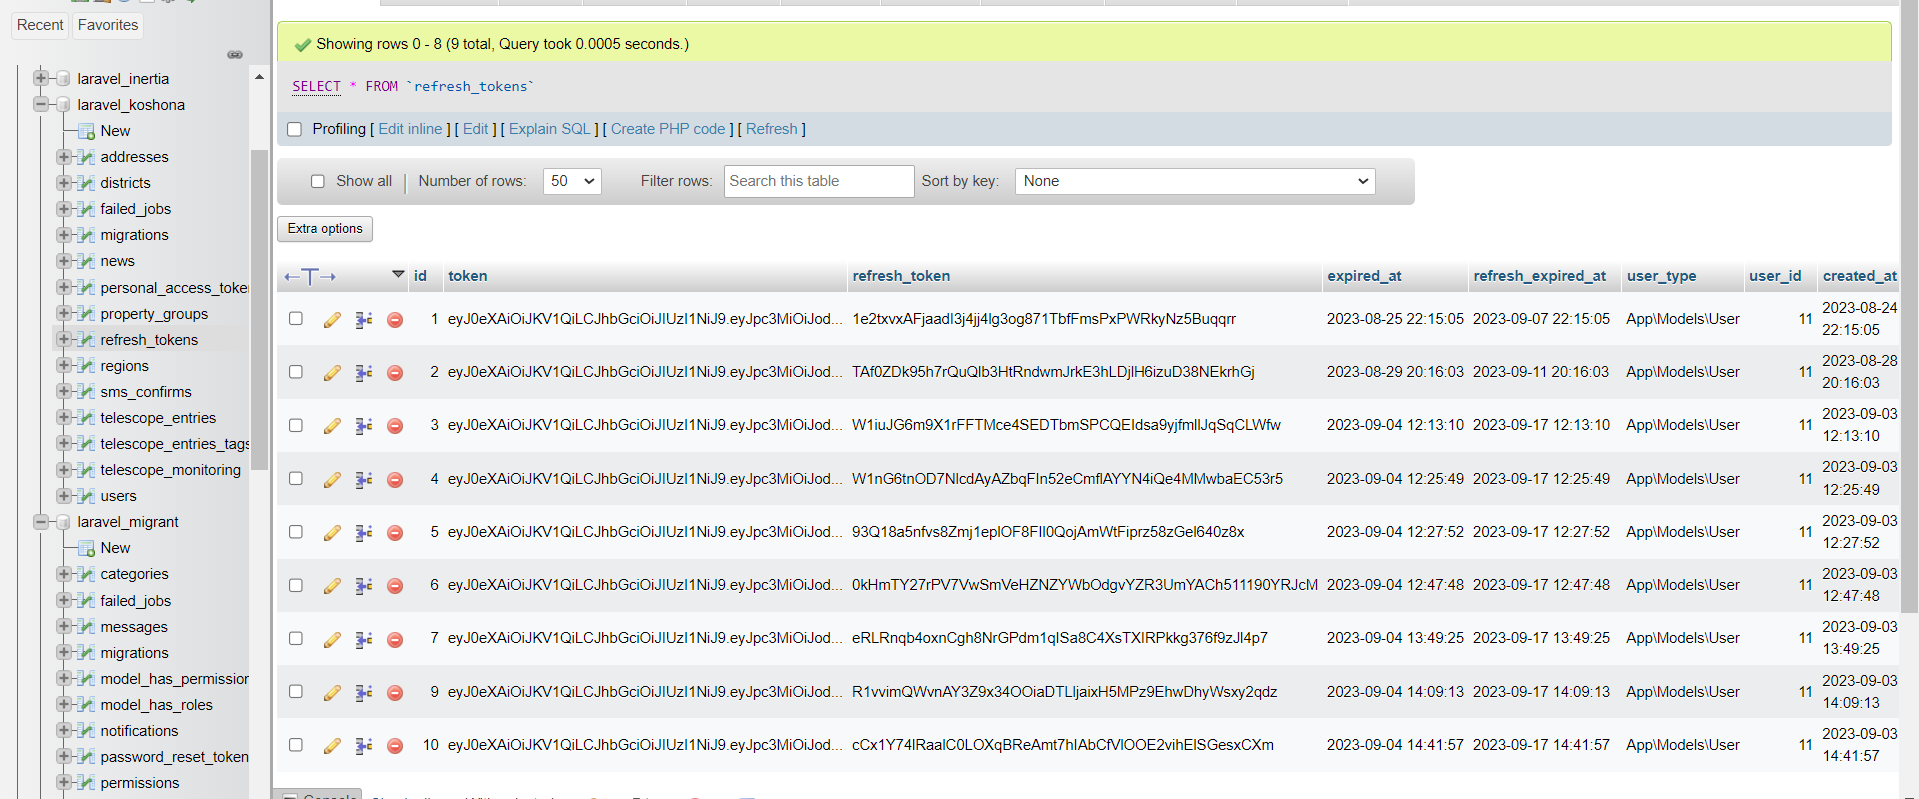 Recent
Favorites
laravel_inertia
laravel_koshona
New
addresses
districts
failed_jobs
migrations
news
personal_access_toke
property_groups
refresh_tokens
regions
sms_confirms
telescope_entries
telescope_entries_tags
telescope_monitoring
users
laravel_migrant
New
categories
failed_jobs
messages
migrations
model_has_permission
model_has_roles
notifications
password_reset_token
permissions
Showing rows 0 - 8 (9 total, Query took 0.0005 seconds.)
SELECT * FROM `refresh_tokens`
Profiling [ Edit inline ] [ Edit ] [ Explain SQL ] [ Create PHP code ] [ Refresh ]
Show all | Number of rows: 50 Filter rows: Search this table Sort by key: None
Extra options
id token refresh_token expired_at refresh_expired_at user_type user_id created_at
1 eyJ0eXAiOiJKV1QiLCJhbGciOiJIUzI1NiJ9.eyJpc3MiOiJod... 1e2txvxAFjaadI3j4jj4lg3og871TbfFmsPxPWRkyNz5Buqqrr 2023-08-25 22:15:05 2023-09-07 22:15:05 App\Models\User 11 2023-08-24 22:15:05
2 eyJ0eXAiOiJKV1QiLCJhbGciOiJIUzI1NiJ9.eyJpc3MiOiJod... TAf0ZDk95h7rQuQIb3HtRndwmJrkE3hLDjlH6izuD38NEkrhGj 2023-08-29 20:16:03 2023-09-11 20:16:03 App\Models\User 11 2023-08-28 20:16:03
3 eyJ0eXAiOiJKV1QiLCJhbGciOiJIUzI1NiJ9.eyJpc3MiOiJod... W1iuJG6m9X1rFFTMce4SEDTbmSPCQEIdsa9yjfmlIJqSqCLWfw 2023-09-04 12:13:10 2023-09-17 12:13:10 App\Models\User 11 2023-09-03 12:13:10
4 eyJ0eXAiOiJKV1QiLCJhbGciOiJIUzI1NiJ9.eyJpc3MiOiJod... W1nG6tnOD7NlcdAyAZbqFIn52eCmflAYYN4iQe4MMwbaEC53r5 2023-09-04 12:25:49 2023-09-17 12:25:49 App\Models\User 11 2023-09-03 12:25:49
5 eyJ0eXAiOiJKV1QiLCJhbGciOiJIUzI1NiJ9.eyJpc3MiOiJod... 93Q18a5nfvs8Zmj1eplOF8FIl0QojAmWtFiprz58zGel640z8x 2023-09-04 12:27:52 2023-09-17 12:27:52 App\Models\User 11 2023-09-03 12:27:52
6 eyJ0eXAiOiJKV1QiLCJhbGciOiJIUzI1NiJ9.eyJpc3MiOiJod... 0kHmTY27rPV7VwSmVeHZNZYWbOdgvYZR3UmYACh511190YRJcM 2023-09-04 12:47:48 2023-09-17 12:47:48 App\Models\User 11 2023-09-03 12:47:48
7 eyJ0eXAiOiJKV1QiLCJhbGciOiJIUzI1NiJ9.eyJpc3MiOiJod... eRLRnqb4oxnCgh8NrGPdm1qISa8C4XsTXIRPkkg376f9zJl4p7 2023-09-04 13:49:25 2023-09-17 13:49:25 App\Models\User 11 2023-09-03 13:49:25
9 eyJ0eXAiOiJKV1QiLCJhbGciOiJIUzI1NiJ9.eyJpc3MiOiJod... R1vvimQWvnAY3Z9x34OOiaDTLljaixH5MPz9EhwDhyWsxy2qdz 2023-09-04 14:09:13 2023-09-17 14:09:13 App\Models\User 11 2023-09-03 14:09:13
10 eyJ0eXAiOiJKV1QiLCJhbGciOiJIUzI1NiJ9.eyJpc3MiOiJod... cCx1Y74lRaalC0LOXqBReAmt7hIAbCfVlOOE2vihElSGesxCXm 2023-09-04 14:41:57 2023-09-17 14:41:57 App\Models\User 11 2023-09-03 14:41:57
Console